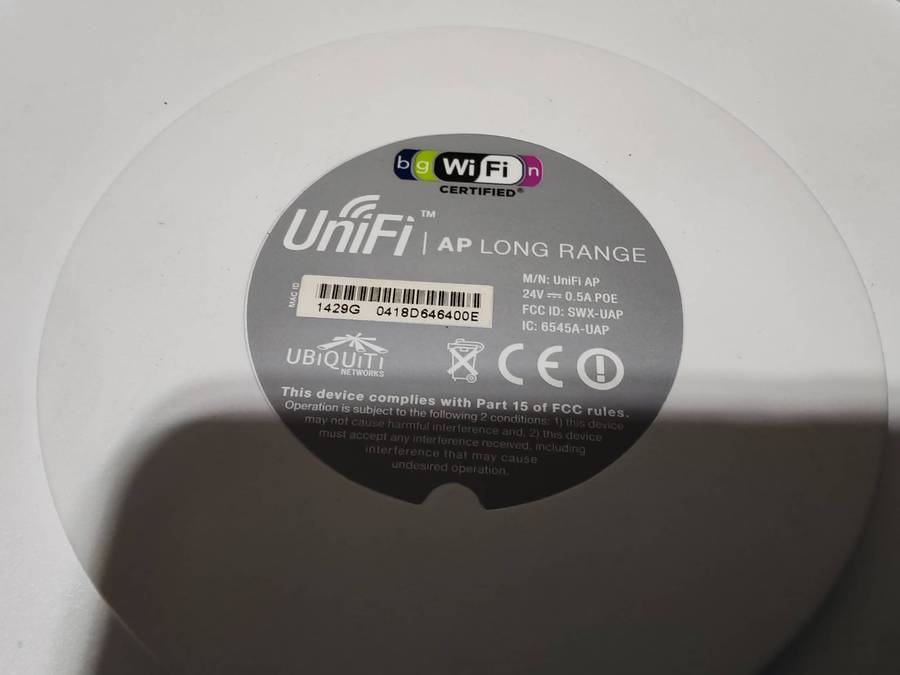 b g Wi Fi n
CERTIFIED®
UniFi™ | AP LONG RANGE
M/N: UniFi AP
24V ⎓ 0.5A POE
FCC ID: SWX-UAP
IC: 6545A-UAP
MAC ID
1429G 0418D646400E
UBiQUiTi
NETWORKS
CE
This device complies with Part 15 of FCC rules.
Operation is subject to the following 2 conditions: 1) this device
may not cause harmful interference and, 2) this device
must accept any interference received, including
interference that may cause
undesired operation.